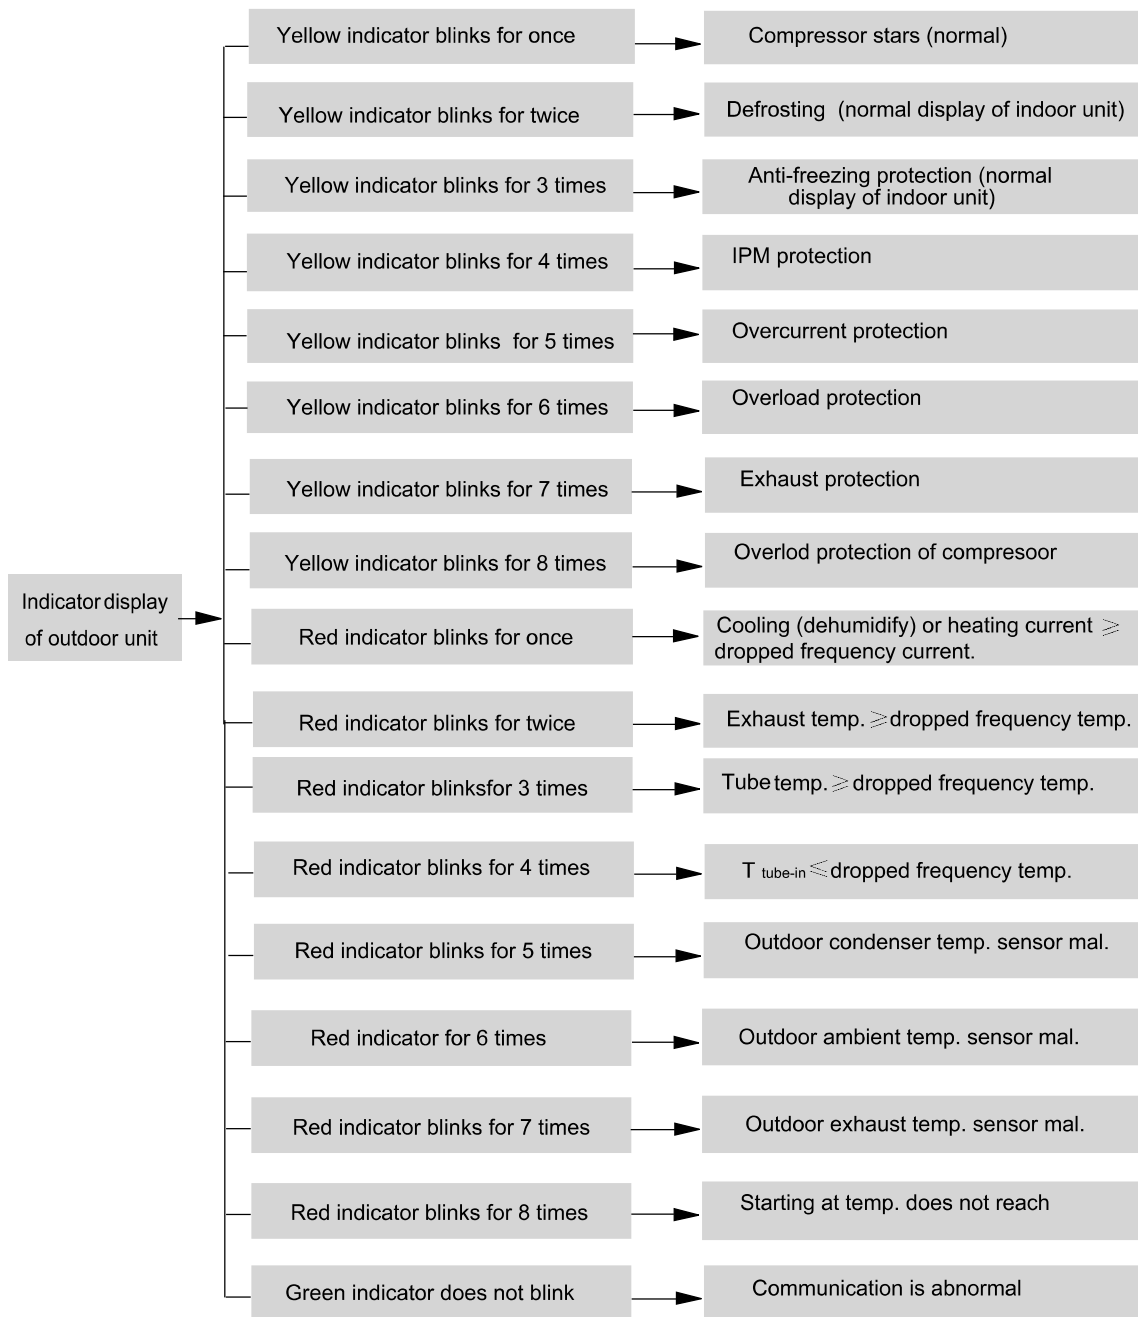 Yellow indicator blinks for once
Compressor stars (normal)
Yellow indicator blinks for twice
Defrosting (normal display of indoor unit)
Yellow indicator blinks for 3 times
Anti-freezing protection (normal
display of indoor unit)
Yellow indicator blinks for 4 times
IPM protection
Yellow indicator blinks for 5 times
Overcurrent protection
Yellow indicator blinks for 6 times
Overload protection
Yellow indicator blinks for 7 times
Exhaust protection
Yellow indicator blinks for 8 times
Overlod protection of compresoor
Indicator display
of outdoor unit
Red indicator blinks for once
Cooling (dehumidify) or heating current ⩾
dropped frequency current.
Red indicator blinks for twice
Exhaust temp. ⩾dropped frequency temp.
Red indicator blinksfor 3 times
Tube temp. ⩾ dropped frequency temp.
Red indicator blinks for 4 times
T tube-in ⩽dropped frequency temp.
Red indicator blinks for 5 times
Outdoor condenser temp. sensor mal.
Red indicator for 6 times
Outdoor ambient temp. sensor mal.
Red indicator blinks for 7 times
Outdoor exhaust temp. sensor mal.
Red indicator blinks for 8 times
Starting at temp. does not reach
Green indicator does not blink
Communication is abnormal